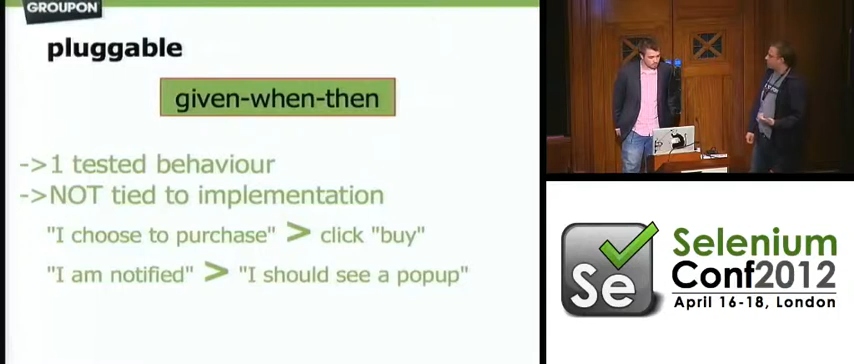 GROUPON
pluggable
given-when-then
->1 tested behaviour
->NOT tied to implementation
"I choose to purchase" > click "buy"
"I am notified" > "I should see a popup"
Se
Selenium
Conf2012
April 16-18, London